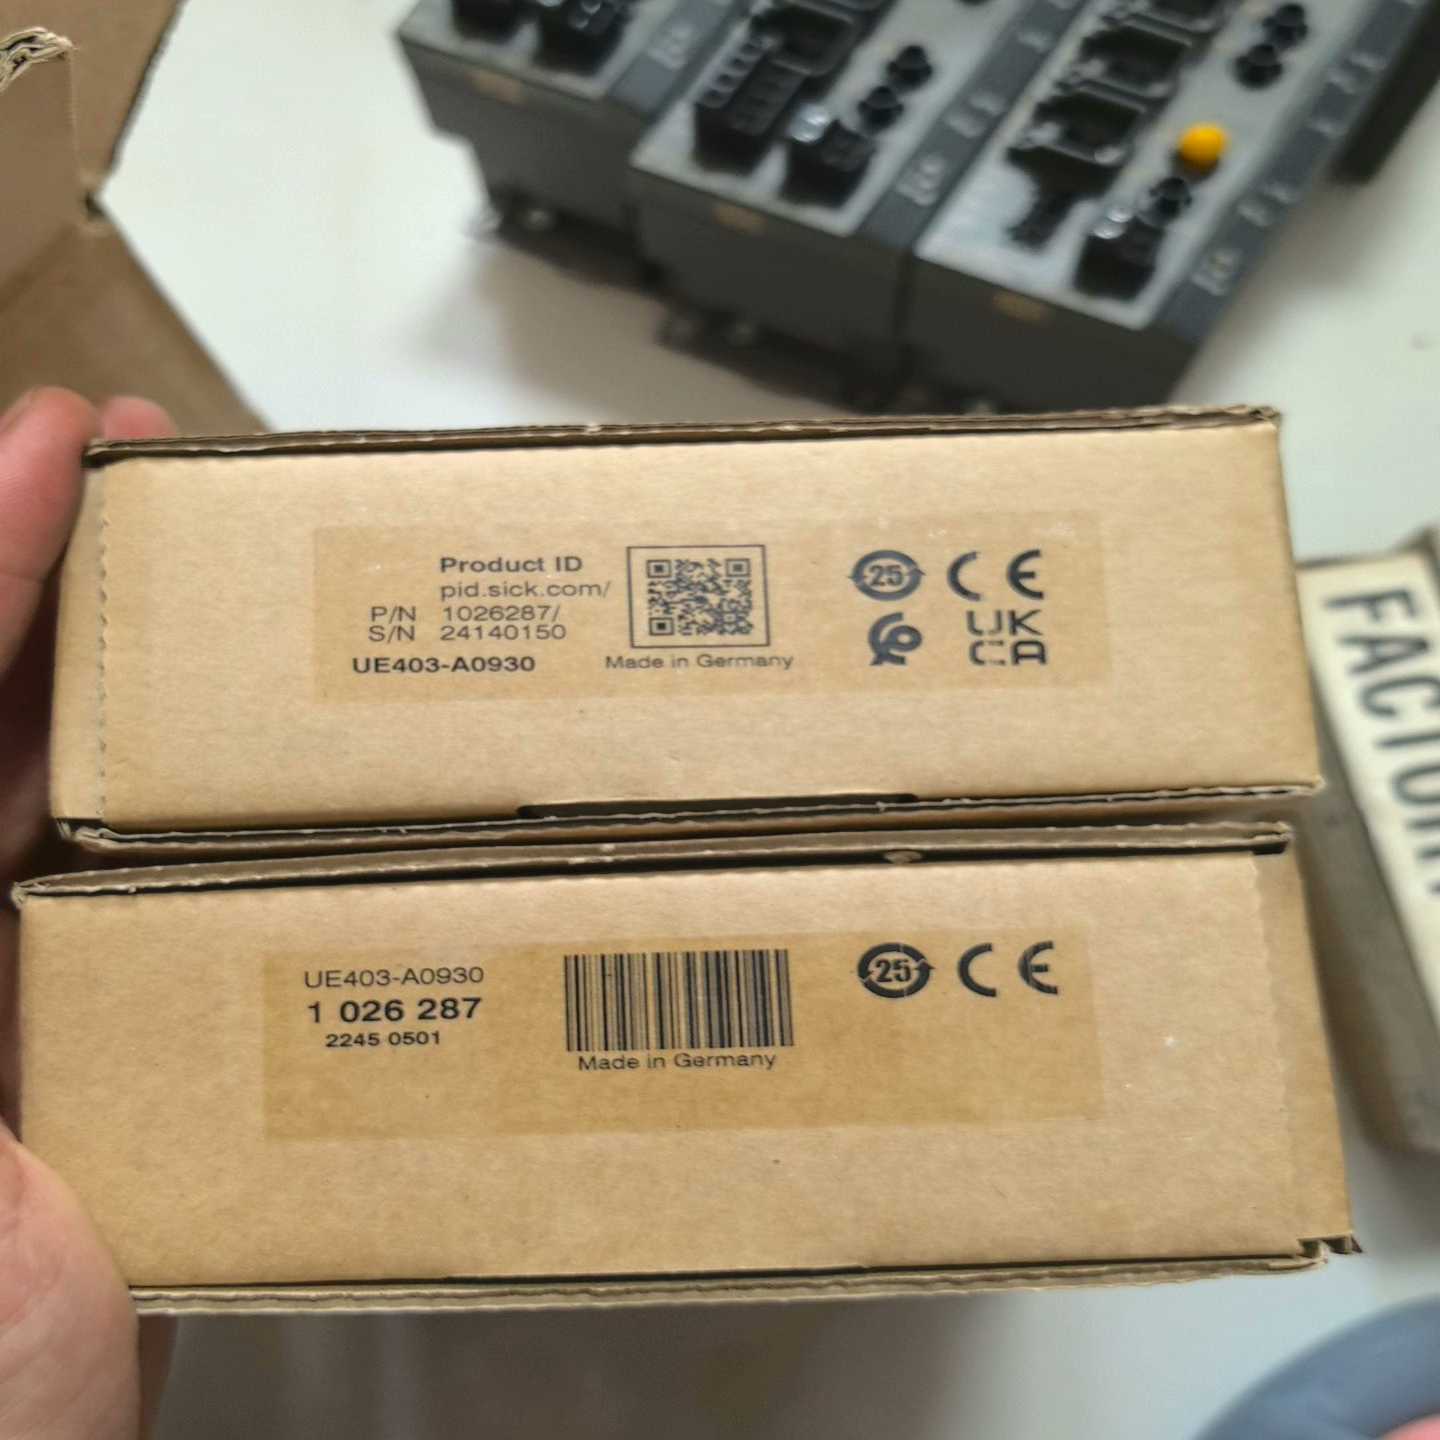 Product ID
pid.sick.com/
P/N 1026287/
S/N 24140150
UE403-A0930
Made in Germany
25
CE
UK
CA
UE403-A0930
1 026 287
2245 0501
Made in Germany
25
CE